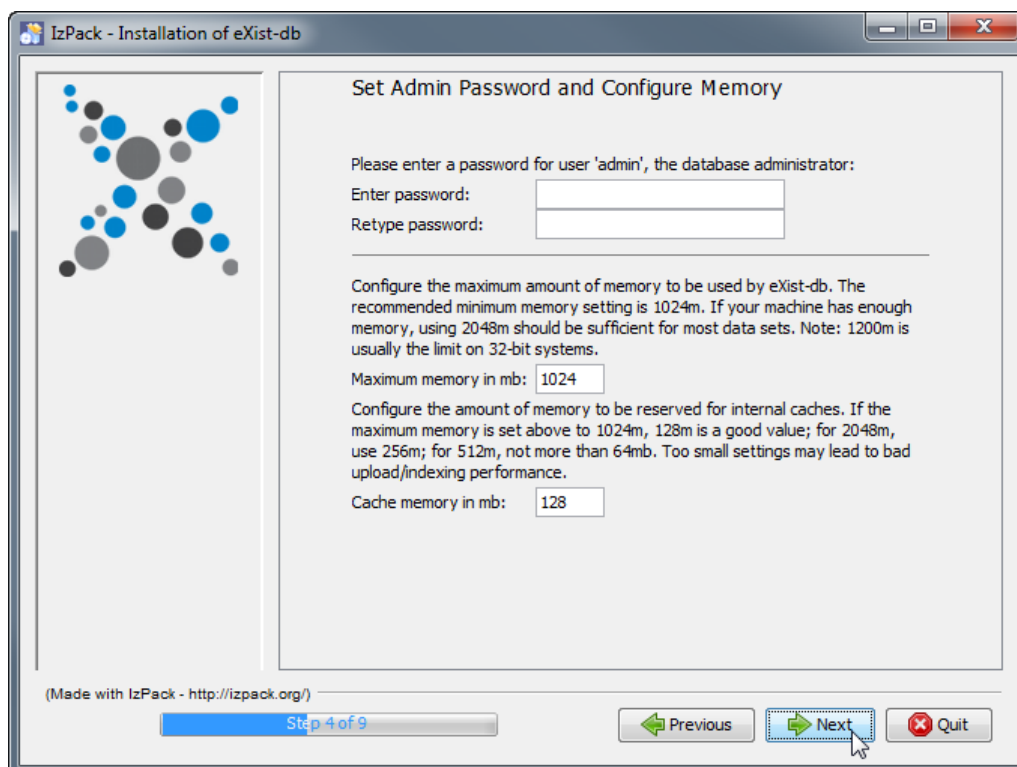 IzPack - Installation of eXist-db
Set Admin Password and Configure Memory
Please enter a password for user 'admin', the database administrator:
Enter password:
Retype password:
Configure the maximum amount of memory to be used by eXist-db. The
recommended minimum memory setting is 1024m. If your machine has enough
memory, using 2048m should be sufficient for most data sets. Note: 1200m is
usually the limit on 32-bit systems.
Maximum memory in mb: 1024
Configure the amount of memory to be reserved for internal caches. If the
maximum memory is set above to 1024m, 128m is a good value; for 2048m,
use 256m; for 512m, not more than 64mb. Too small settings may lead to bad
upload/indexing performance.
Cache memory in mb: 128
(Made with IzPack - http://izpack.org/)
Step 4 of 9 Previous Next Quit